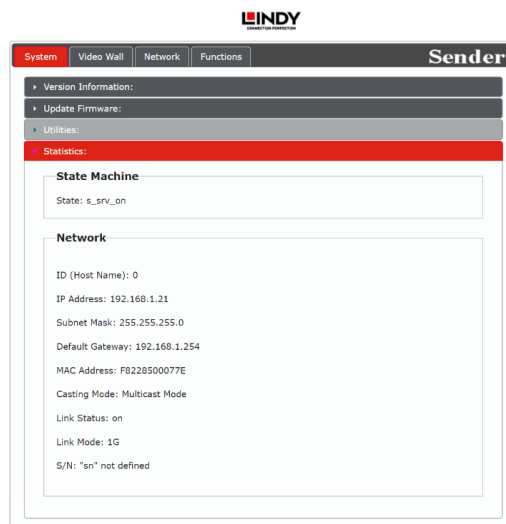 LINDY
CONNECTION PERFECTION
System Video Wall Network Functions Sender
Version Information:
Update Firmware:
Utilities:
Statistics:
State Machine
State: s_srv_on
Network
ID (Host Name): 0
IP Address: 192.168.1.21
Subnet Mask: 255.255.255.0
Default Gateway: 192.168.1.254
MAC Address: F8228500077E
Casting Mode: Multicast Mode
Link Status: on
Link Mode: 1G
S/N: "sn" not defined